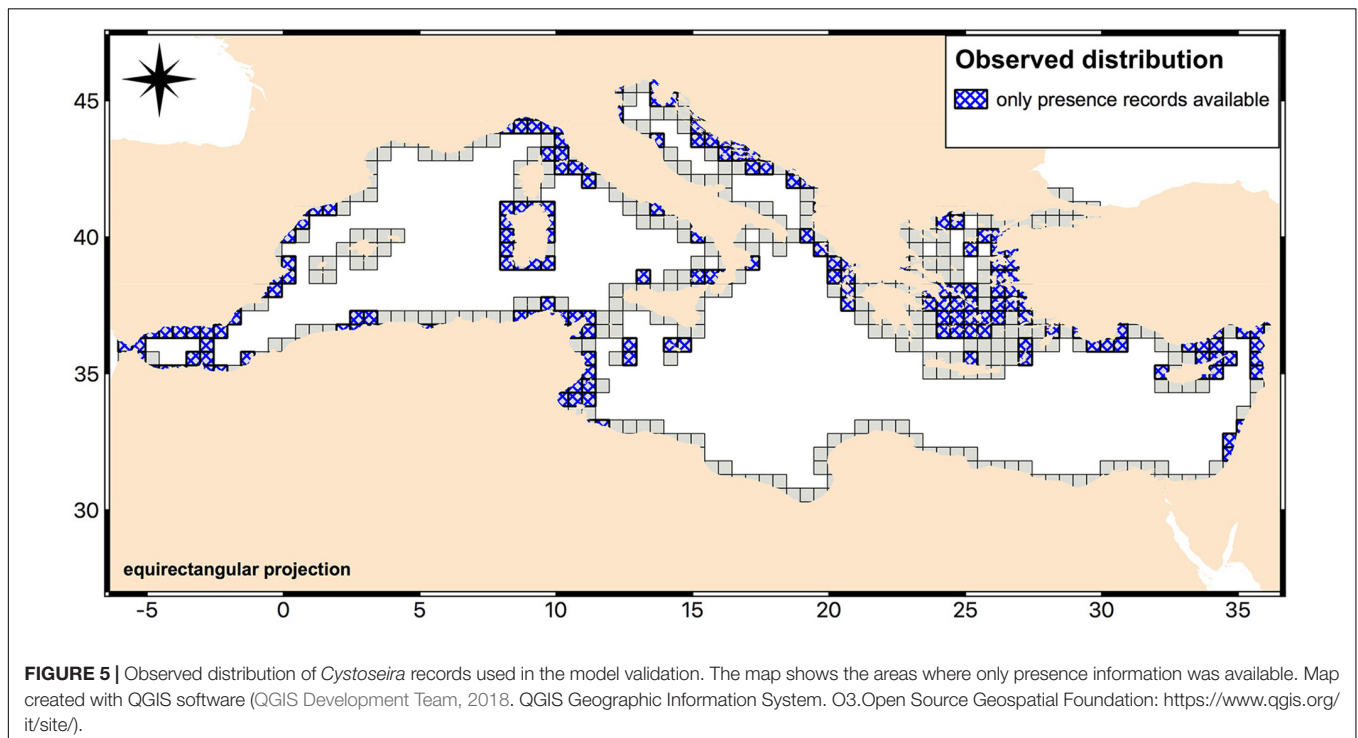 Observed distribution
only presence records available
45
40
35
30
equirectangular projection
-5 0 5 10 15 20 25 30 35
FIGURE 5 | Observed distribution of Cystoseira records used in the model validation. The map shows the areas where only presence information was available. Map
created with QGIS software (QGIS Development Team, 2018. QGIS Geographic Information System. O3.Open Source Geospatial Foundation: https://www.qgis.org/
it/site/).